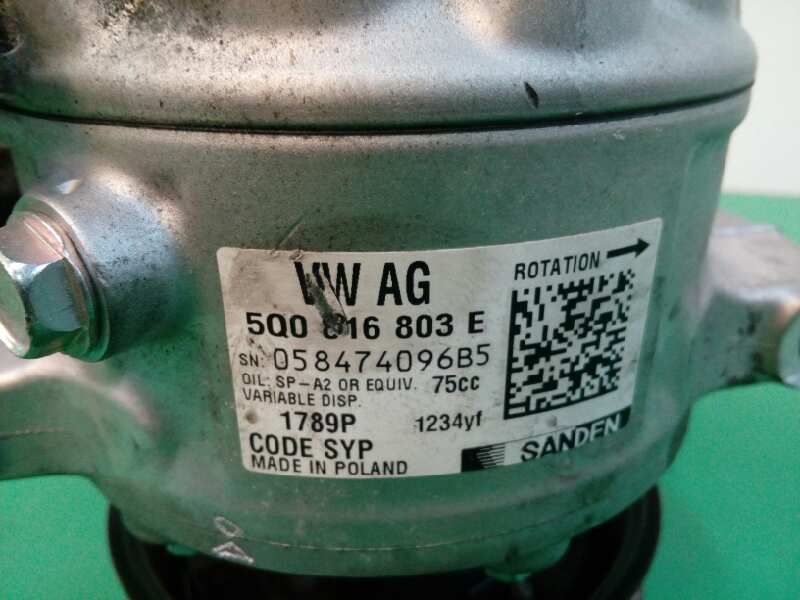 VW AG
ROTATION
5Q0 816 803 E
SN: 058474096B5
OIL: SP-A2 OR EQUIV. 75cc
VARIABLE DISP.
1789P 1234yf
CODE SYP
SANDEN
MADE IN POLAND